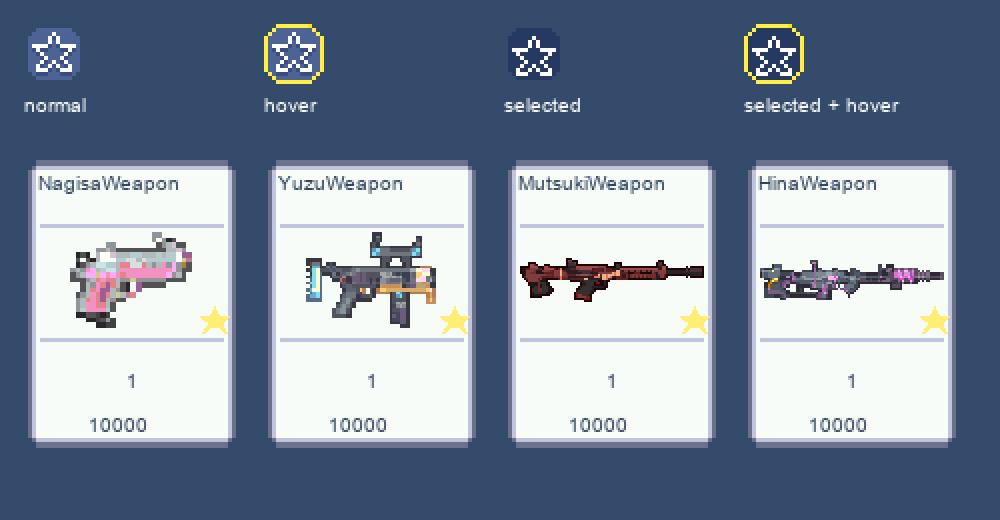 normal
hover
selected
selected + hover
NagisaWeapon
1
10000
YuzuWeapon
1
10000
MutsukiWeapon
1
10000
HinaWeapon
1
10000